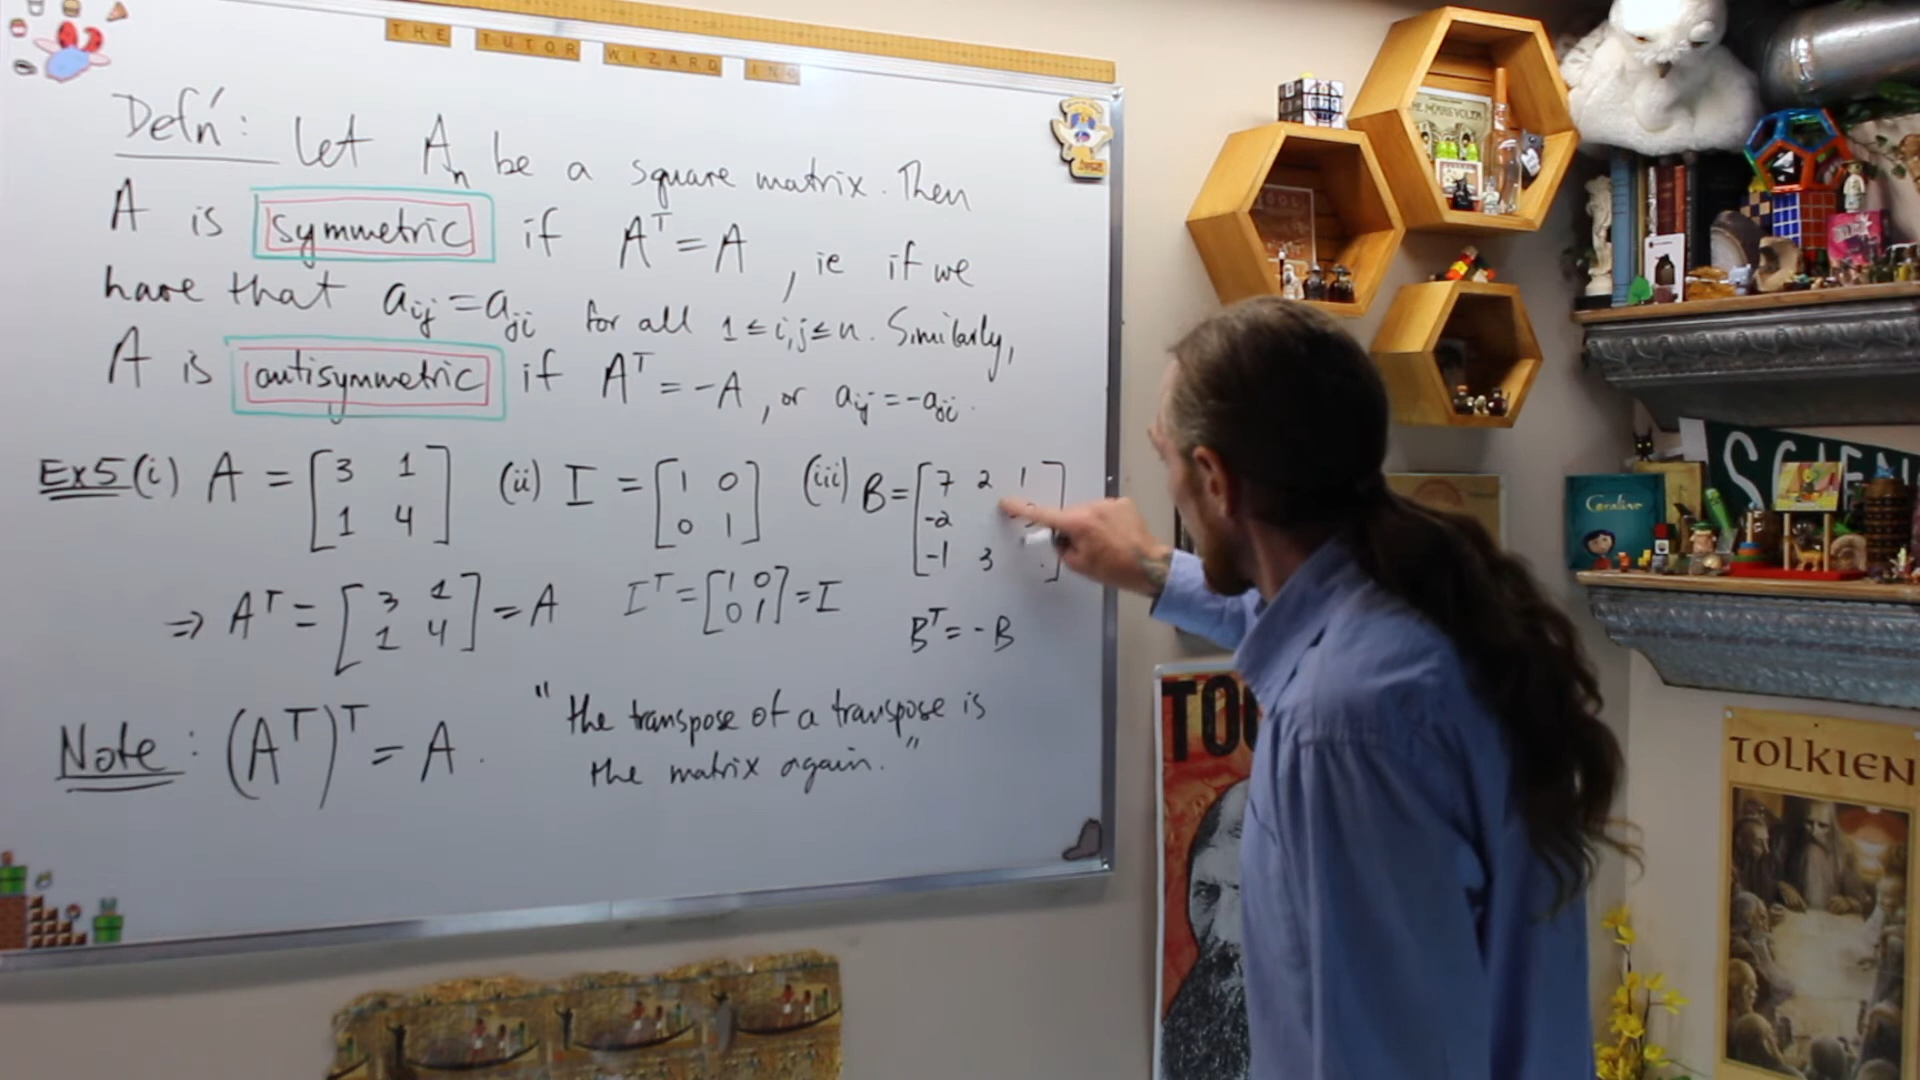 THE TUTOR WIZARD INC
Def'n: Let Aₙ be a square matrix. Then
A is symmetric if Aᵀ = A, ie if we
have that aᵢⱼ = aⱼᵢ for all 1 ≤ i,j ≤ n. Similarly,
A is antisymmetric if Aᵀ = -A, or aᵢⱼ = -aⱼᵢ.
Ex 5 (i) A = [3 1
1 4]
(ii) I = [1 0
0 1]
(iii) B = [7 2 1
-2
-1 3 ]
⇒ Aᵀ = [3 1
1 4] = A
Iᵀ = [1 0
0 1] = I
Bᵀ = -B
Note: (Aᵀ)ᵀ = A. "the transpose of a transpose is
the matrix again."
Coraline
TOLKIEN